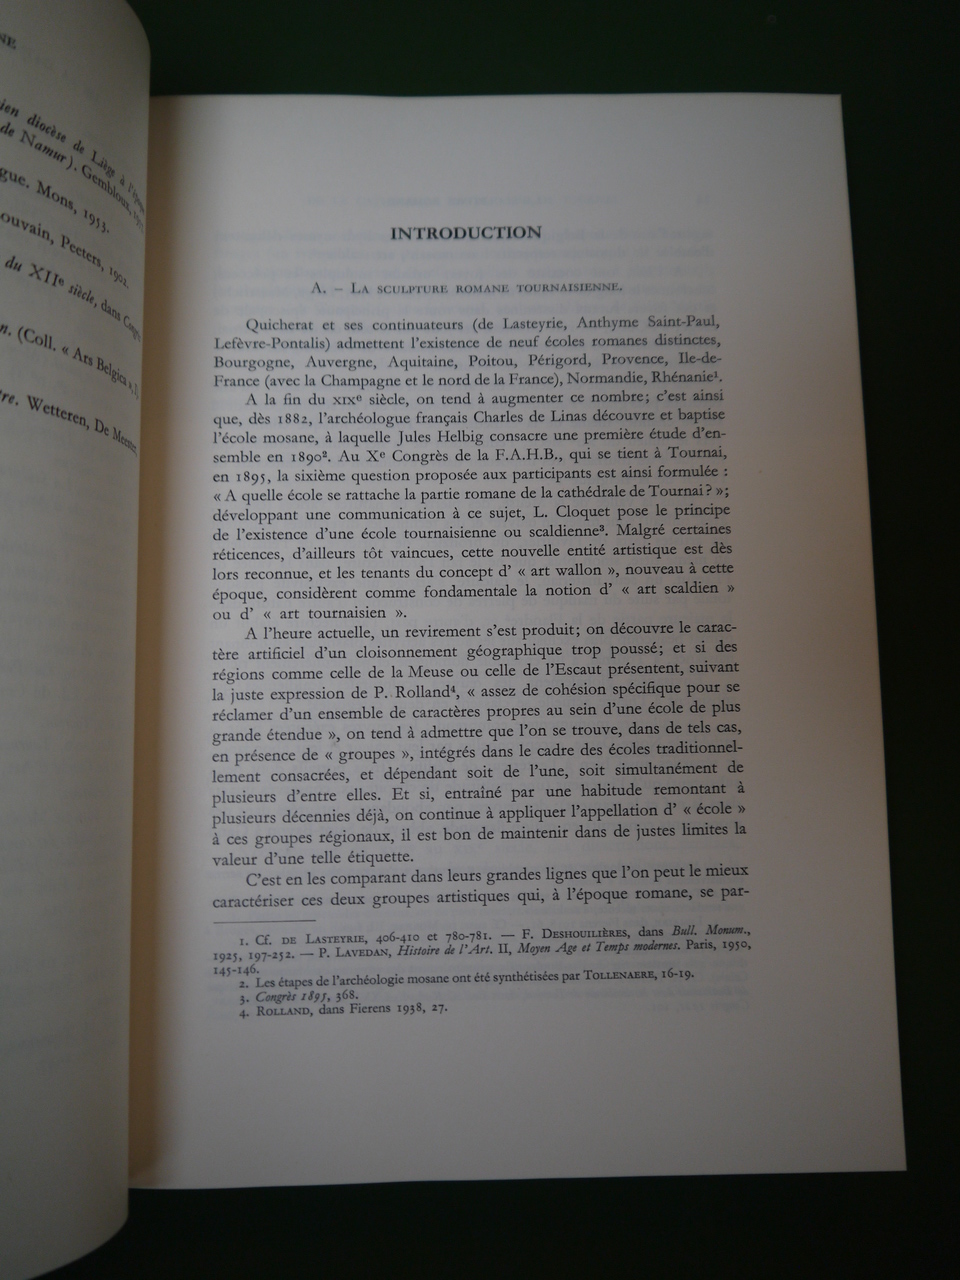 NE
ien diocèse de Liège à l'époque
de Namur). Gembloux,
gue. Mons, 1953.
ouvain, Peeters, 1902.
du XIIe siècle, dans Congrès
n. (Coll. « Ars Belgica »,
re. Wetteren, De Meester,
INTRODUCTION
A. – LA SCULPTURE ROMANE TOURNAISIENNE.
Quicherat et ses continuateurs (de Lasteyrie, Anthyme Saint-Paul,
Lefèvre-Pontalis) admettent l'existence de neuf écoles romanes distinctes,
Bourgogne, Auvergne, Aquitaine, Poitou, Périgord, Provence, Ile-de-
France (avec la Champagne et le nord de la France), Normandie, Rhénanie¹.
A la fin du XIXe siècle, on tend à augmenter ce nombre; c'est ainsi
que, dès 1882, l'archéologue français Charles de Linas découvre et baptise
l'école mosane, à laquelle Jules Helbig consacre une première étude d'en-
semble en 1890². Au Xe Congrès de la F.A.H.B., qui se tient à Tournai,
en 1895, la sixième question proposée aux participants est ainsi formulée :
« A quelle école se rattache la partie romane de la cathédrale de Tournai ? »;
développant une communication à ce sujet, L. Cloquet pose le principe
de l'existence d'une école tournaisienne ou scaldienne³. Malgré certaines
réticences, d'ailleurs tôt vaincues, cette nouvelle entité artistique est dès
lors reconnue, et les tenants du concept d' « art wallon », nouveau à cette
époque, considèrent comme fondamentale la notion d' « art scaldien »
ou d' « art tournaisien ».
A l'heure actuelle, un revirement s'est produit; on découvre le carac-
tère artificiel d'un cloisonnement géographique trop poussé; et si des
régions comme celle de la Meuse ou celle de l'Escaut présentent, suivant
la juste expression de P. Rolland⁴, « assez de cohésion spécifique pour se
réclamer d'un ensemble de caractères propres au sein d'une école de plus
grande étendue », on tend à admettre que l'on se trouve, dans de tels cas,
en présence de « groupes », intégrés dans le cadre des écoles traditionnel-
lement consacrées, et dépendant soit de l'une, soit simultanément de
plusieurs d'entre elles. Et si, entraîné par une habitude remontant à
plusieurs décennies déjà, on continue à appliquer l'appellation d' « école »
à ces groupes régionaux, il est bon de maintenir dans de justes limites la
valeur d'une telle étiquette.
C'est en les comparant dans leurs grandes lignes que l'on peut le mieux
caractériser ces deux groupes artistiques qui, à l'époque romane, se par-
1. Cf. DE LASTEYRIE, 406-410 et 780-781. — F. DESHOUILIÈRES, dans Bull. Monum.,
1925, 197-252. — P. LAVEDAN, Histoire de l'Art. II, Moyen Age et Temps modernes. Paris, 1950,
145-146.
2. Les étapes de l'archéologie mosane ont été synthétisées par TOLLENAERE, 16-19.
3. Congrès 1895, 368.
4. ROLLAND, dans Fierens 1938, 27.